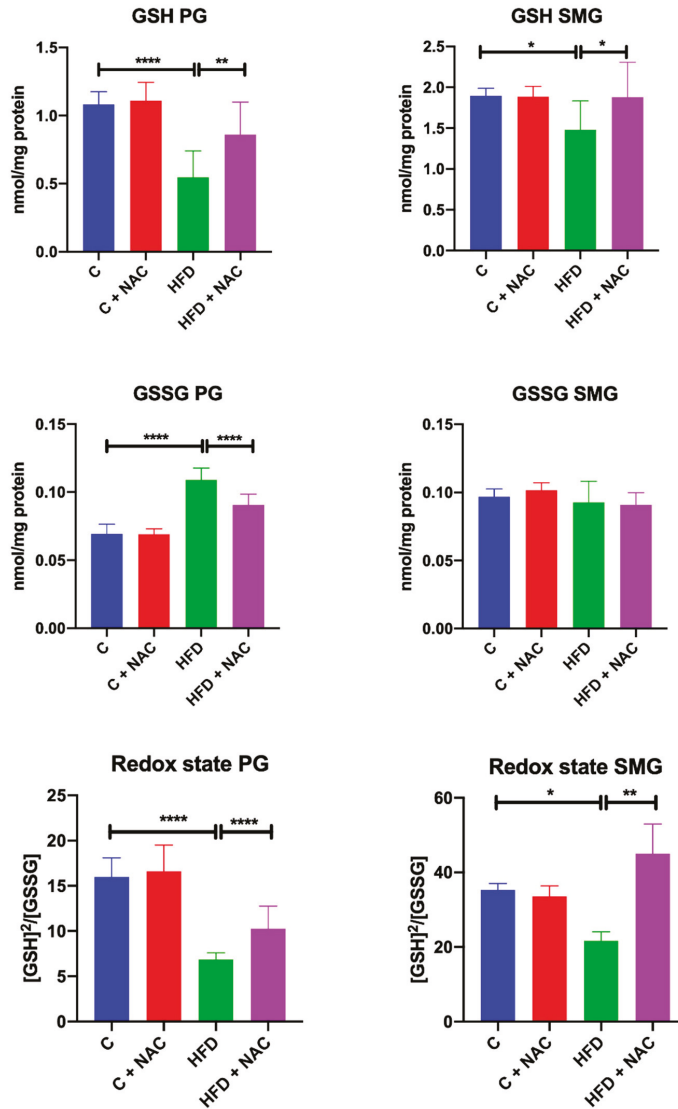 GSH PG
nmol/mg protein
1.5
1.0
0.5
0.0
****
**
C
C + NAC
HFD
HFD + NAC
GSH SMG
nmol/mg protein
2.5
2.0
1.5
1.0
0.5
0.0
*
*
C
C + NAC
HFD
HFD + NAC
GSSG PG
nmol/mg protein
0.15
0.10
0.05
0.00
****
****
C
C + NAC
HFD
HFD + NAC
GSSG SMG
nmol/mg protein
0.15
0.10
0.05
0.00
C
C + NAC
HFD
HFD + NAC
Redox state PG
[GSH]²/[GSSG]
25
20
15
10
5
0
****
****
C
C + NAC
HFD
HFD + NAC
Redox state SMG
[GSH]²/[GSSG]
60
40
20
0
*
**
C
C + NAC
HFD
HFD + NAC